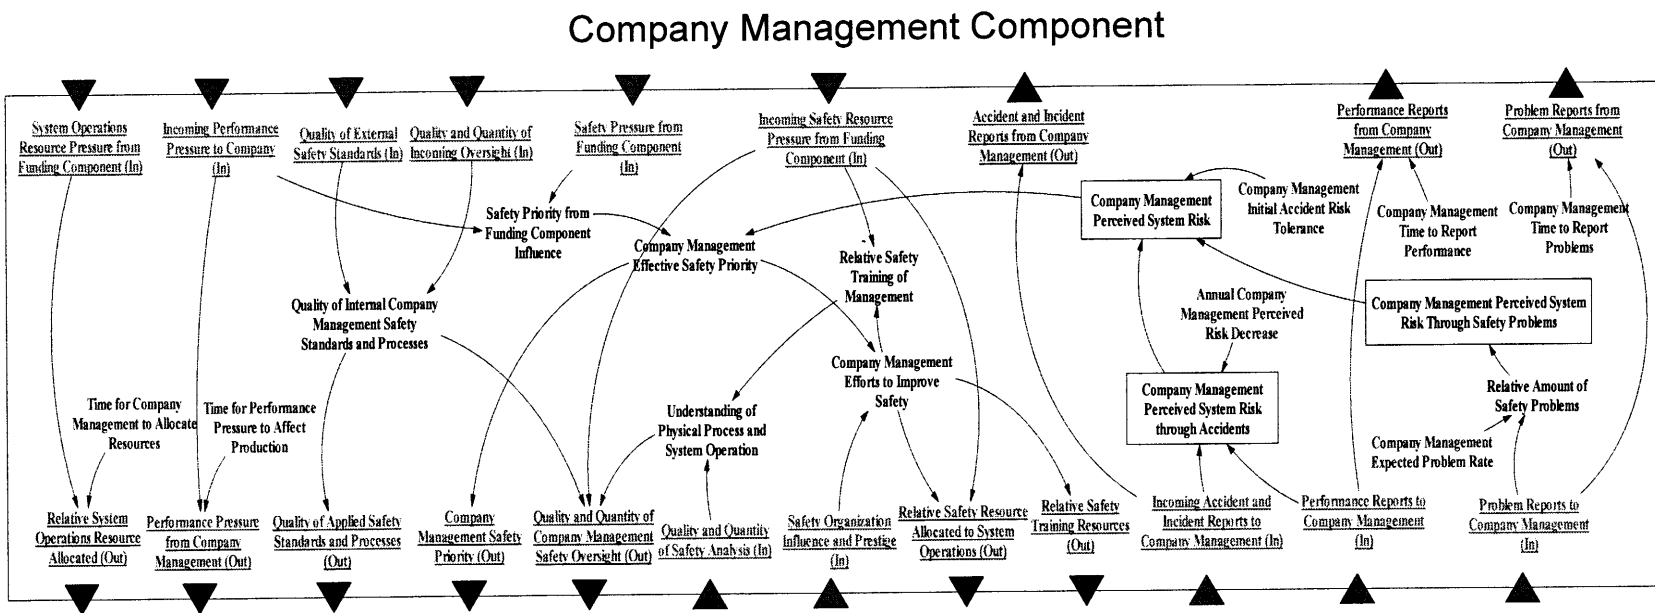 Company Management Component
System Operations
Resource Pressure from
Funding Component (In)
Incoming Performance
Pressure to Company
(In)
Quality of External
Safety Standards (In)
Quality and Quantity of
Incoming Oversight (In)
Safety Pressure from
Funding Component
(In)
Incoming Safety Resource
Pressure from Funding
Component (In)
Accident and Incident
Reports from Company
Management (Out)
Performance Reports
from Company
Management (Out)
Problem Reports from
Company Management
(Out)
Safety Priority from
Funding Component
Influence
Company Management
Effective Safety Priority
Relative Safety
Training of
Management
Company Management
Perceived System Risk
Company Management
Initial Accident Risk
Tolerance
Company Management
Time to Report
Performance
Company Management
Time to Report
Problems
Quality of Internal Company
Management Safety
Standards and Processes
Annual Company
Management Perceived
Risk Decrease
Company Management Perceived System
Risk Through Safety Problems
Company Management
Efforts to Improve
Safety
Company Management
Perceived System Risk
through Accidents
Relative Amount of
Safety Problems
Time for Company
Management to Allocate
Resources
Time for Performance
Pressure to Affect
Production
Understanding of
Physical Process and
System Operation
Company Management
Expected Problem Rate
Relative System
Operations Resource
Allocated (Out)
Performance Pressure
from Company
Management (Out)
Quality of Applied Safety
Standards and Processes
(Out)
Company
Management Safety
Priority (Out)
Quality and Quantity of
Company Management
Safety Oversight (Out)
Quality and Quantity
of Safety Analysis (In)
Safety Organization
Influence and Prestige
(In)
Relative Safety Resource
Allocated to System
Operations (Out)
Relative Safety
Training Resources
(Out)
Incoming Accident and
Incident Reports to
Company Management (In)
Performance Reports to
Company Management
(In)
Problem Reports to
Company Management
(In)